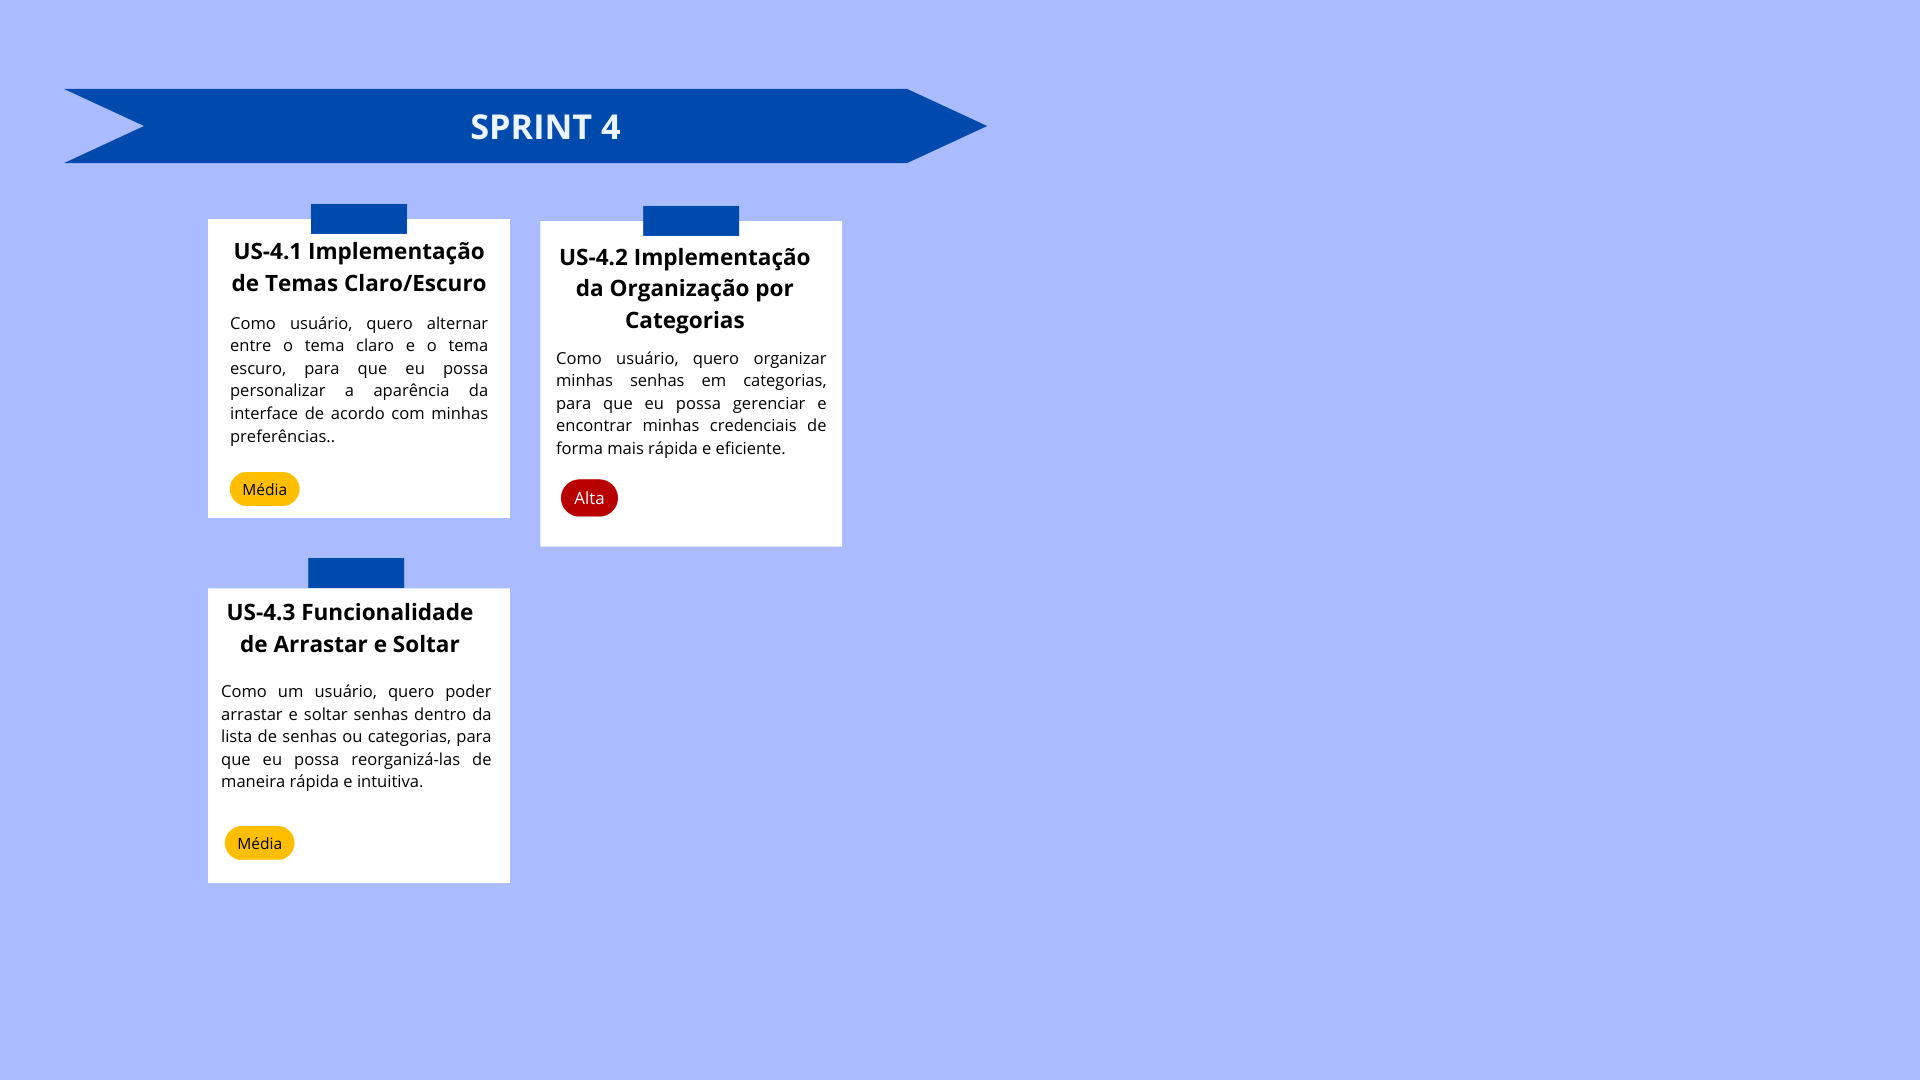 SPRINT 4
US-4.1 Implementação
de Temas Claro/Escuro
Como usuário, quero alternar
entre o tema claro e o tema
escuro, para que eu possa
personalizar a aparência da
interface de acordo com minhas
preferências..
Média
US-4.2 Implementação
da Organização por
Categorias
Como usuário, quero organizar
minhas senhas em categorias,
para que eu possa gerenciar e
encontrar minhas credenciais de
forma mais rápida e eficiente.
Alta
US-4.3 Funcionalidade
de Arrastar e Soltar
Como um usuário, quero poder
arrastar e soltar senhas dentro da
lista de senhas ou categorias, para
que eu possa reorganizá-las de
maneira rápida e intuitiva.
Média